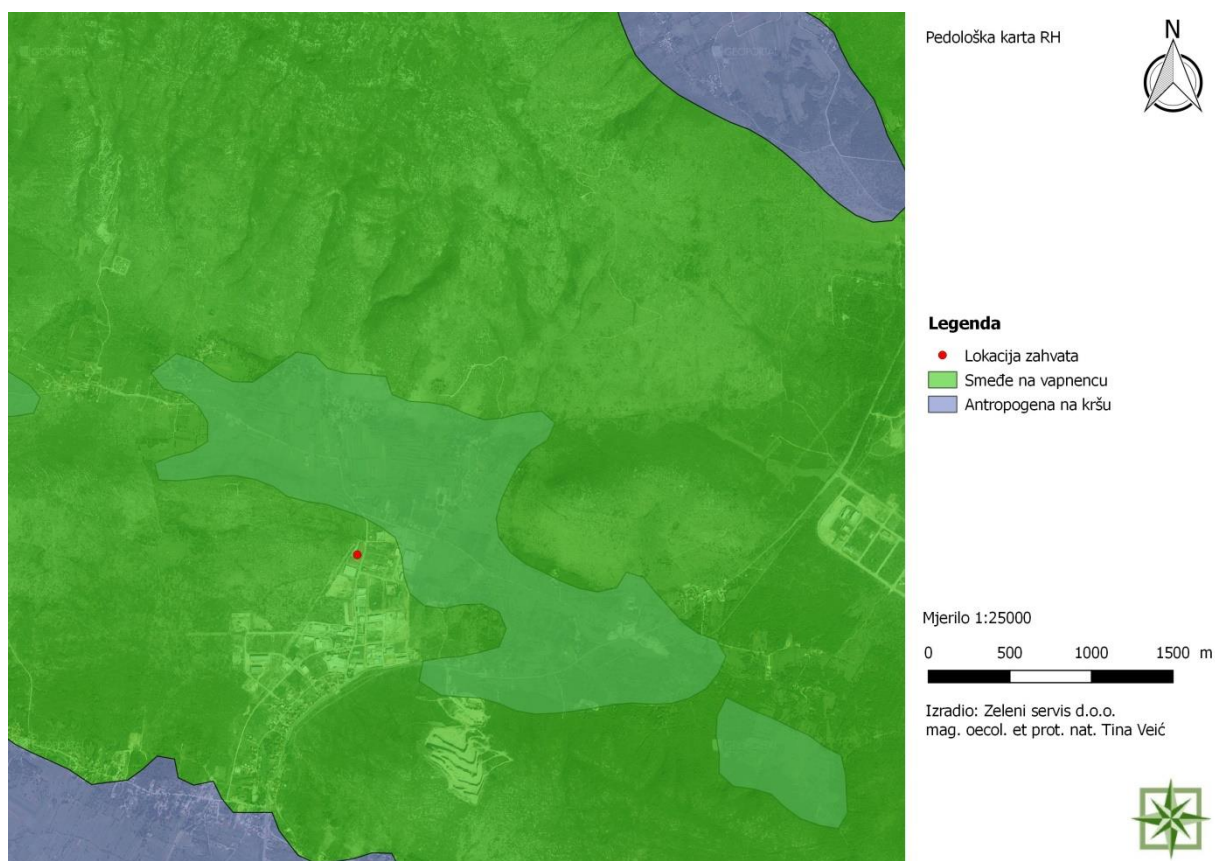 Pedološka karta RH
N
Legenda
Lokacija zahvata
Smeđe na vapnencu
Antropogena na kršu
Mjerilo 1:25000
0 500 1000 1500 m
Izradio: Zeleni servis d.o.o.
mag. oecol. et prot. nat. Tina Veić